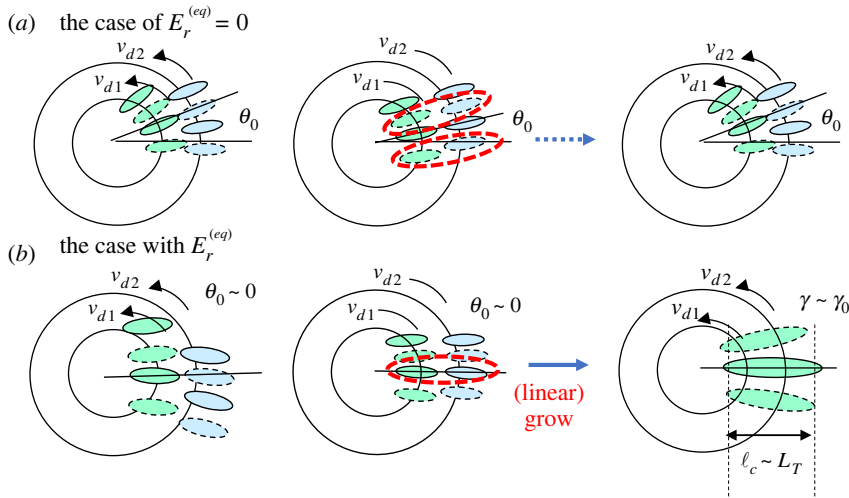 (a) the case of E_r^(eq) = 0
v_d2 v_d1 θ_0
v_d2 v_d1 θ_0
v_d2 v_d1 θ_0
(b) the case with E_r^(eq)
v_d2 v_d1 θ_0 ~ 0
v_d2 v_d1 θ_0 ~ 0
(linear)
grow
v_d2 v_d1 γ ~ γ_0
ℓ_c ~ L_T